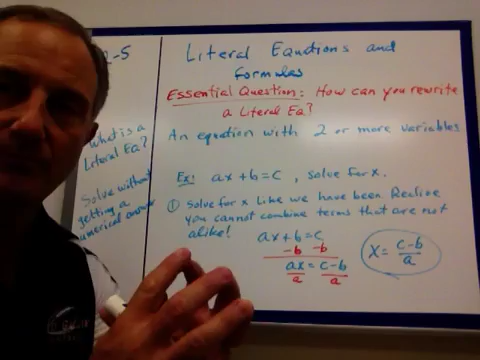 2-5
Literal Equations and
formulas
Essential Question: How can you rewrite
a Literal Eq?
What is a
Literal Eq?
An equation with 2 or more variables
Solve without
getting a
numerical answer
Ex: ax + b = c , solve for x.
① Solve for x like we have been. Realize
you cannot combine terms that are not
alike!
ax + b = c
-b -b
ax = c - b
a a
x = c-b
a